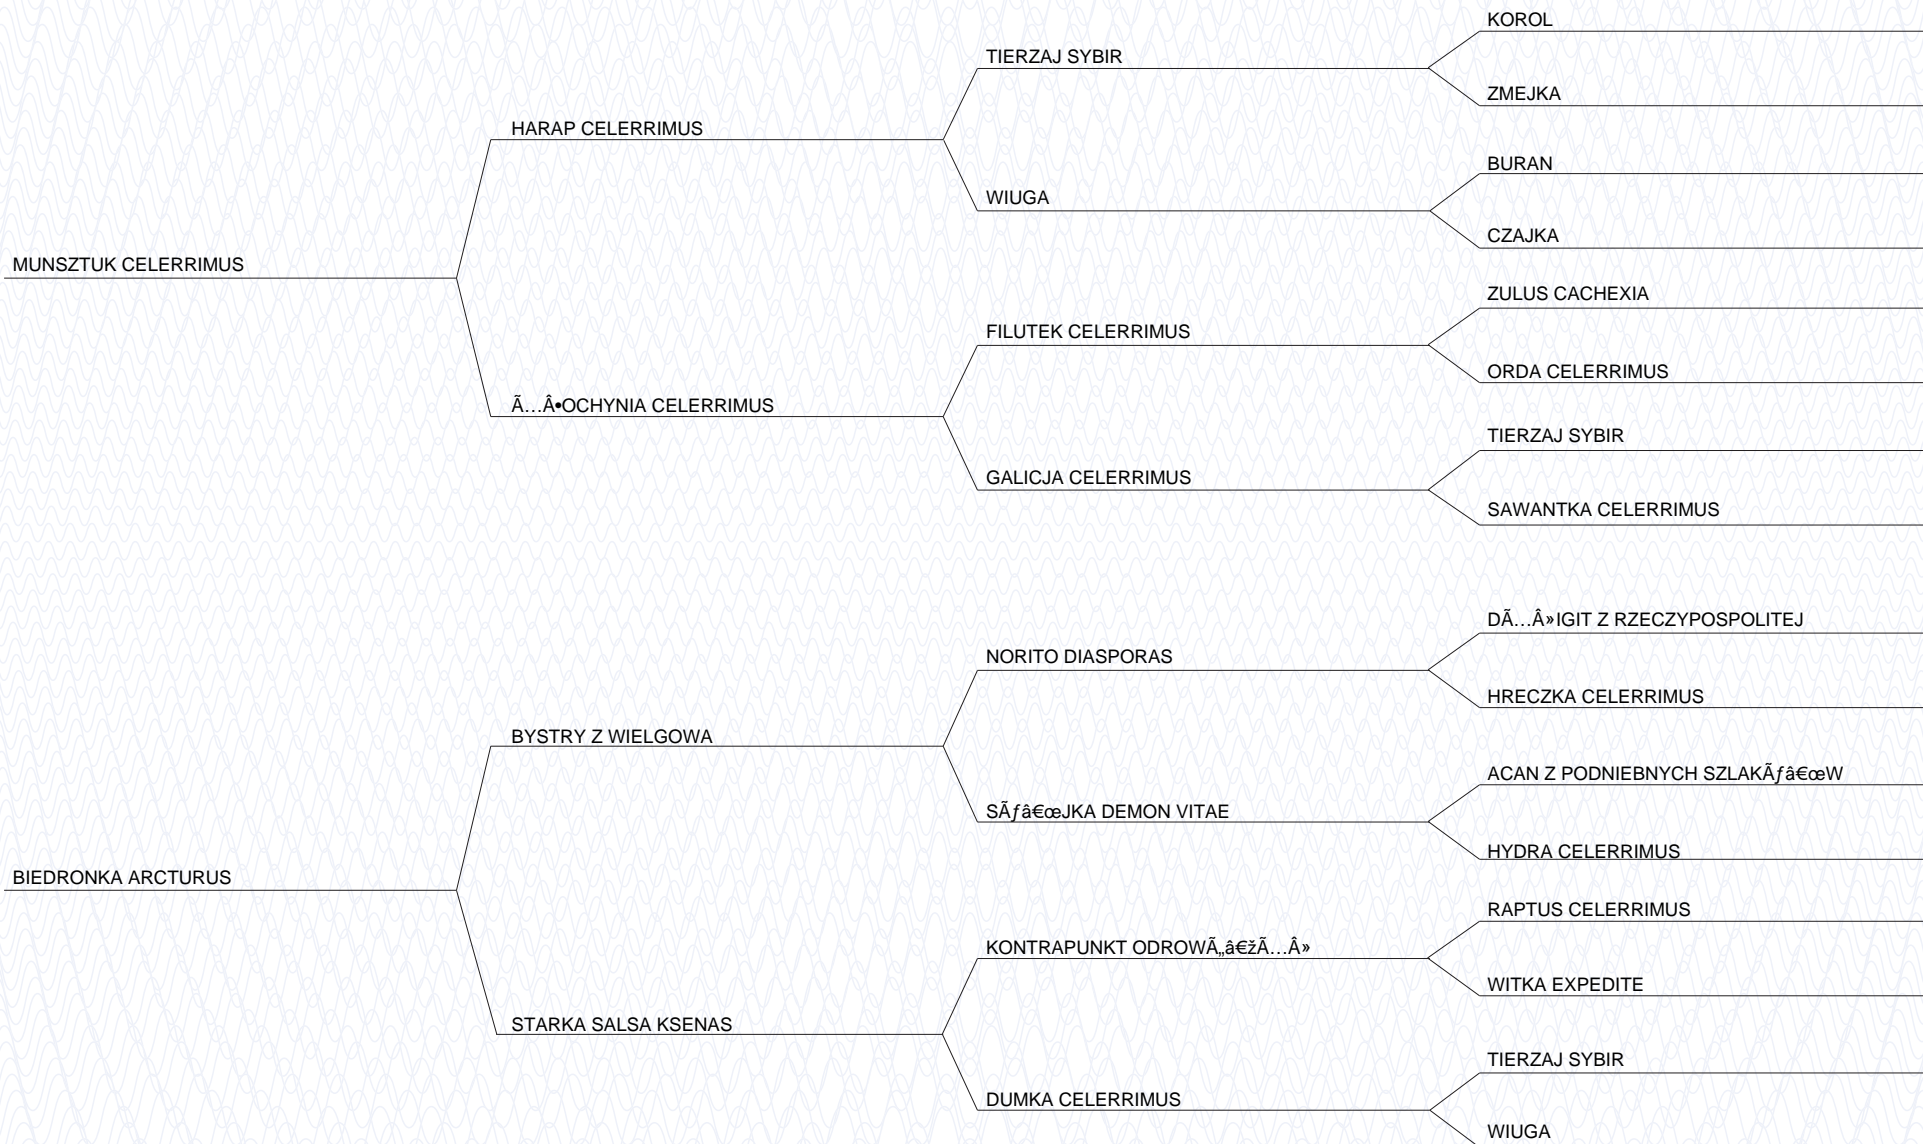 KOROL
TIERZAJ SYBIR
ZMEJKA
HARAP CELERRIMUS
BURAN
WIUGA
CZAJKA
MUNSZTUK CELERRIMUS
ZULUS CACHEXIA
FILUTEK CELERRIMUS
ORDA CELERRIMUS
Ã…Â•OCHYNIA CELERRIMUS
TIERZAJ SYBIR
GALICJA CELERRIMUS
SAWANTKA CELERRIMUS
DÃ…Â»IGIT Z RZECZYPOSPOLITEJ
NORITO DIASPORAS
HRECZKA CELERRIMUS
BYSTRY Z WIELGOWA
ACAN Z PODNIEBNYCH SZLAKÃƒâ€œW
SÃƒâ€œJKA DEMON VITAE
HYDRA CELERRIMUS
BIEDRONKA ARCTURUS
RAPTUS CELERRIMUS
KONTRAPUNKT ODROWÃ„â€žÃ…Â»
WITKA EXPEDITE
STARKA SALSA KSENAS
TIERZAJ SYBIR
DUMKA CELERRIMUS
WIUGA